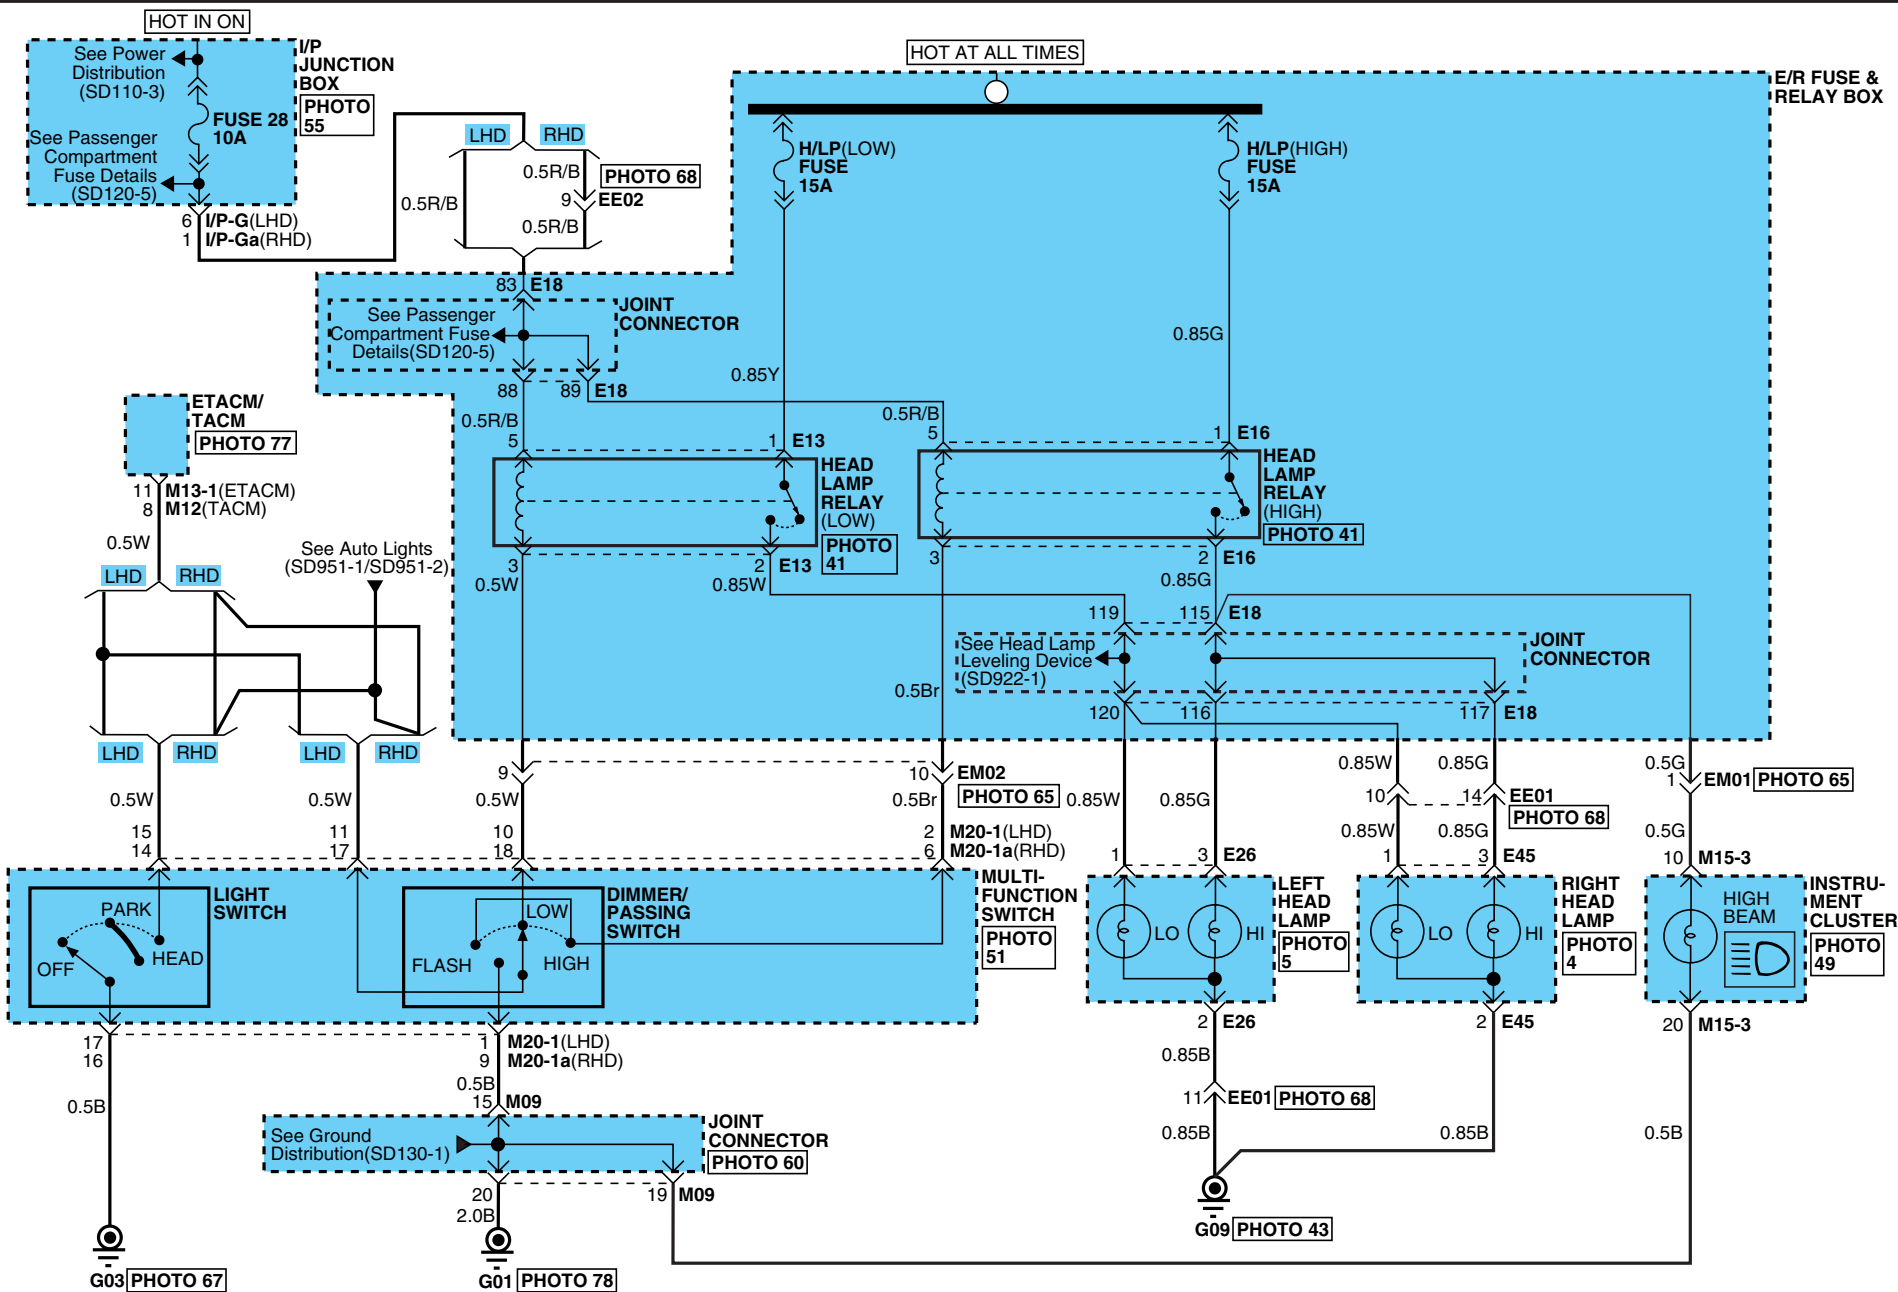 HOT IN ON
See Power
Distribution
(SD110-3)
I/P
JUNCTION
BOX
PHOTO
55
FUSE 28
10A
See Passenger
Compartment
Fuse Details
(SD120-5)
6 I/P-G(LHD)
1 I/P-Ga(RHD)
LHD RHD
0.5R/B
0.5R/B
PHOTO 68
9 EE02
0.5R/B
HOT AT ALL TIMES
E/R FUSE &
RELAY BOX
H/LP(LOW)
FUSE
15A
H/LP(HIGH)
FUSE
15A
83 E18
See Passenger
Compartment Fuse
Details(SD120-5)
JOINT
CONNECTOR
88 89 E18
0.85Y
0.85G
0.5R/B
0.5R/B
5 1 E13
HEAD
LAMP
RELAY
(LOW)
PHOTO
41
3 2 E13
0.5W 0.85W
5 1 E16
HEAD
LAMP
RELAY
(HIGH)
PHOTO 41
3 2 E16
0.85G
0.5Br
119 115 E18
See Head Lamp
Leveling Device
(SD922-1)
JOINT
CONNECTOR
120 116 117 E18
ETACM/
TACM
PHOTO 77
11 M13-1(ETACM)
8 M12(TACM)
0.5W
LHD RHD
See Auto Lights
(SD951-1/SD951-2)
LHD RHD
LHD RHD
0.5W 0.5W
15 11
14 17
9 10 EM02
PHOTO 65
0.5W 0.5Br
10 2 M20-1(LHD)
18 6 M20-1a(RHD)
0.85W 0.85G
0.85W 0.85G
10 14 EE01
PHOTO 68
0.85W 0.85G
0.5G
1 EM01 PHOTO 65
0.5G
1 3 E26
1 3 E45
10 M15-3
LIGHT
SWITCH
PARK
OFF
HEAD
DIMMER/
PASSING
SWITCH
LOW
FLASH
HIGH
MULTI-
FUNCTION
SWITCH
PHOTO
51
LEFT
HEAD
LAMP
PHOTO
5
LO HI
RIGHT
HEAD
LAMP
PHOTO
4
LO HI
HIGH
BEAM
INSTRU-
MENT
CLUSTER
PHOTO
49
17
16
1 M20-1(LHD)
9 M20-1a(RHD)
0.5B
15 M09
0.5B
See Ground
Distribution(SD130-1)
JOINT
CONNECTOR
PHOTO 60
20 19 M09
2.0B
2 E26
0.85B
11 EE01 PHOTO 68
0.85B
2 E45
0.85B
20 M15-3
0.5B
G09 PHOTO 43
G03 PHOTO 67
G01 PHOTO 78